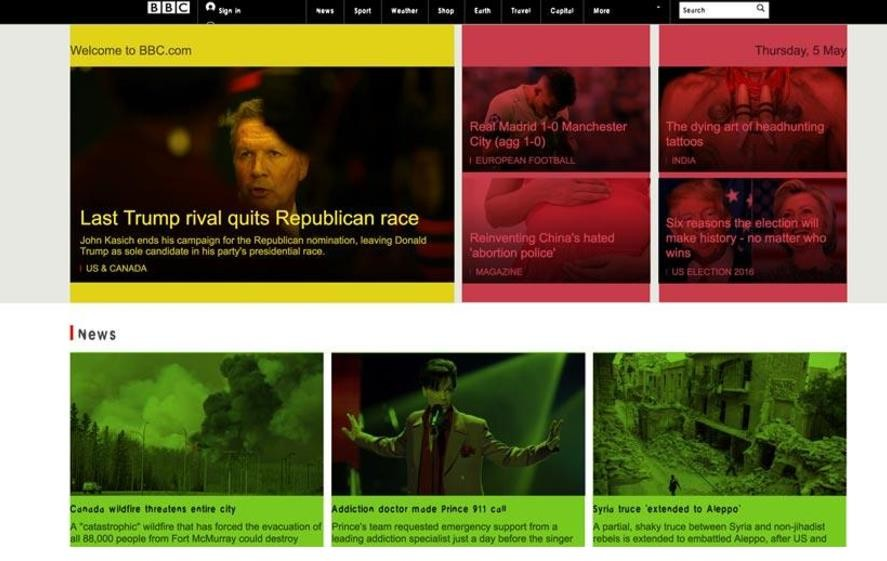 BBC
Sign in
News
Sport
Weather
Shop
Earth
Travel
Capital
More
Search
Welcome to BBC.com
Thursday, 5 May
Last Trump rival quits Republican race
John Kasich ends his campaign for the Republican nomination, leaving Donald
Trump as sole candidate in his party's presidential race.
US & CANADA
Real Madrid 1-0 Manchester
City (agg 1-0)
EUROPEAN FOOTBALL
The dying art of headhunting
tattoos
INDIA
Reinventing China's hated
'abortion police'
MAGAZINE
Six reasons the election will
make history - no matter who
wins
US ELECTION 2016
News
Canada wildfire threatens entire city
A "catastrophic" wildfire that has forced the evacuation of
all 88,000 people from Fort McMurray could destroy
Addiction doctor made Prince 911 call
Prince's team requested emergency support from a
leading addiction specialist just a day before the singer
Syria truce 'extended to Aleppo'
A partial, shaky truce between Syria and non-jihadist
rebels is extended to embattled Aleppo, after US and